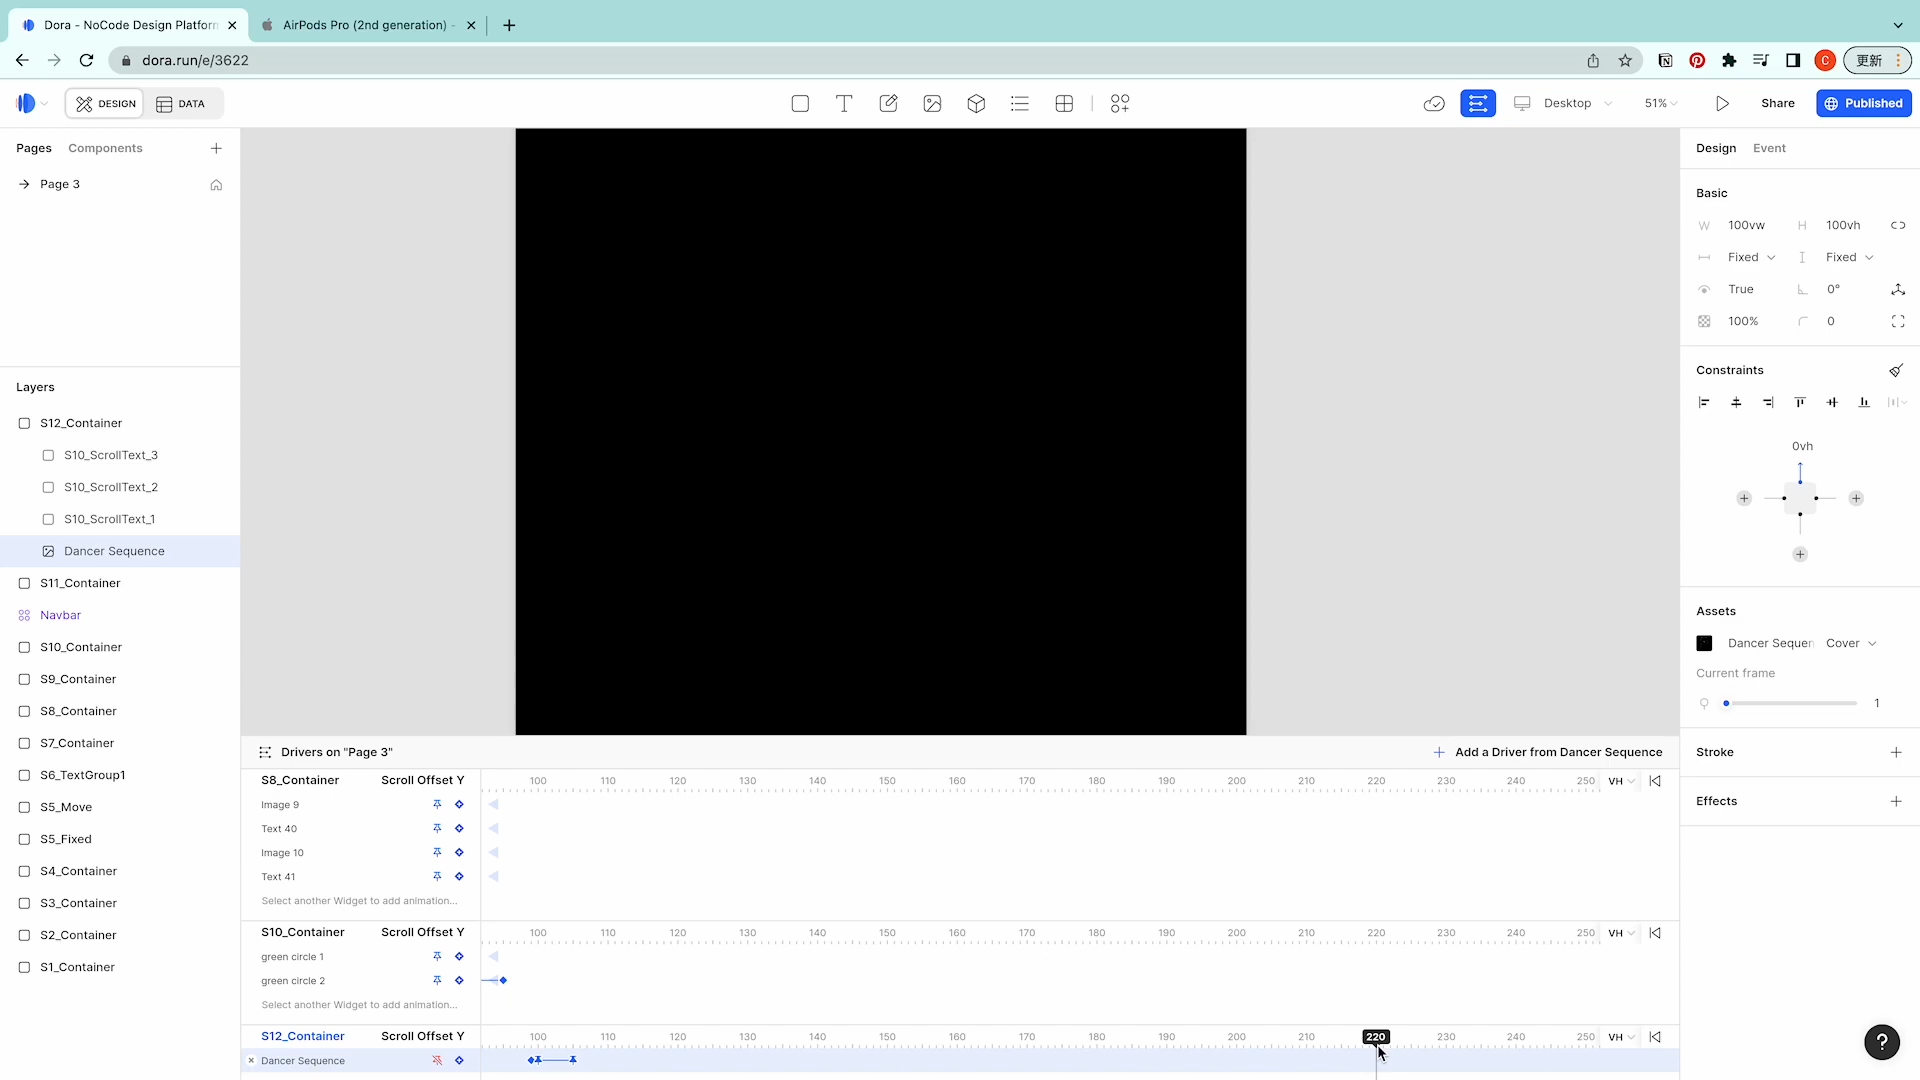 Dora - NoCode Design Platform
AirPods Pro (2nd generation) -
dora.run/e/3622
C
更新
DESIGN
DATA
Desktop
51%
Share
Published
Pages
Components
Page 3
Layers
S12_Container
S10_ScrollText_3
S10_ScrollText_2
S10_ScrollText_1
Dancer Sequence
S11_Container
Navbar
S10_Container
S9_Container
S8_Container
S7_Container
S6_TextGroup1
S5_Move
S5_Fixed
S4_Container
S3_Container
S2_Container
S1_Container
Drivers on "Page 3"
Add a Driver from Dancer Sequence
S8_Container Scroll Offset Y 100 110 120 130 140 150 160 170 180 190 200 210 220 230 240 250 VH
Image 9
Text 40
Image 10
Text 41
Select another Widget to add animation...
S10_Container Scroll Offset Y 100 110 120 130 140 150 160 170 180 190 200 210 220 230 240 250 VH
green circle 1
green circle 2
Select another Widget to add animation...
S12_Container Scroll Offset Y 100 110 120 130 140 150 160 170 180 190 200 210 220 230 240 250 VH
Dancer Sequence
Design Event
Basic
W 100vw H 100vh
Fixed Fixed
True 0°
100% 0
Constraints
0vh
Assets
Dancer Sequen Cover
Current frame
1
Stroke
Effects
?